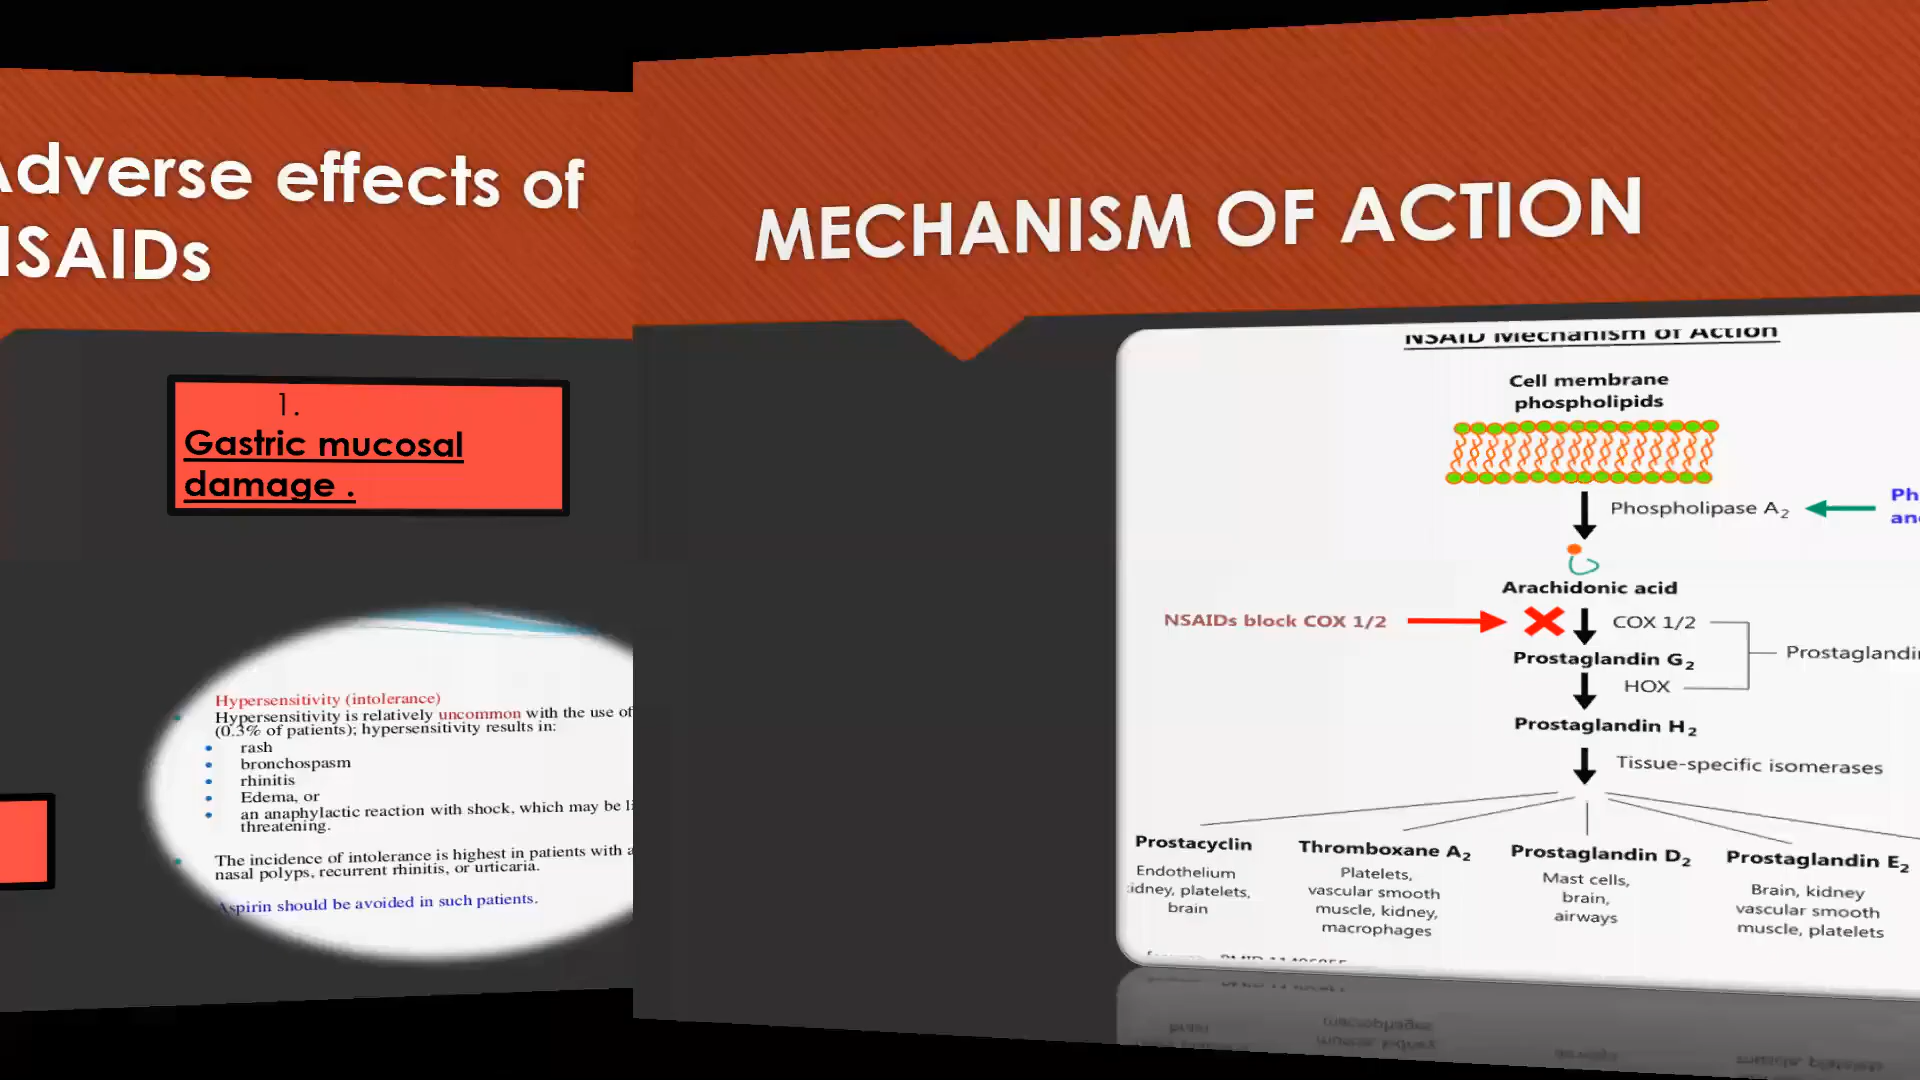 Adverse effects of
NSAIDs
1.
Gastric mucosal
damage .
Hypersensitivity (intolerance)
Hypersensitivity is relatively uncommon with the use of
(0.3% of patients); hypersensitivity results in:
rash
bronchospasm
rhinitis
Edema, or
an anaphylactic reaction with shock, which may be
threatening.
The incidence of intolerance is highest in patients with
nasal polyps, recurrent rhinitis, or urticaria.
Aspirin should be avoided in such patients.
MECHANISM OF ACTION
NSAID Mechanism of Action
Cell membrane
phospholipids
Phospholipase A2
Arachidonic acid
NSAIDs block COX 1/2
COX 1/2
Prostaglandin G2
HOX
Prostaglandin H2
Tissue-specific isomerases
Prostacyclin
Endothelium
kidney, platelets,
brain
Thromboxane A2
Platelets,
vascular smooth
muscle, kidney,
macrophages
Prostaglandin D2
Mast cells,
brain,
airways
Prostaglandin E2
Brain, kidney
vascular smooth
muscle, platelets